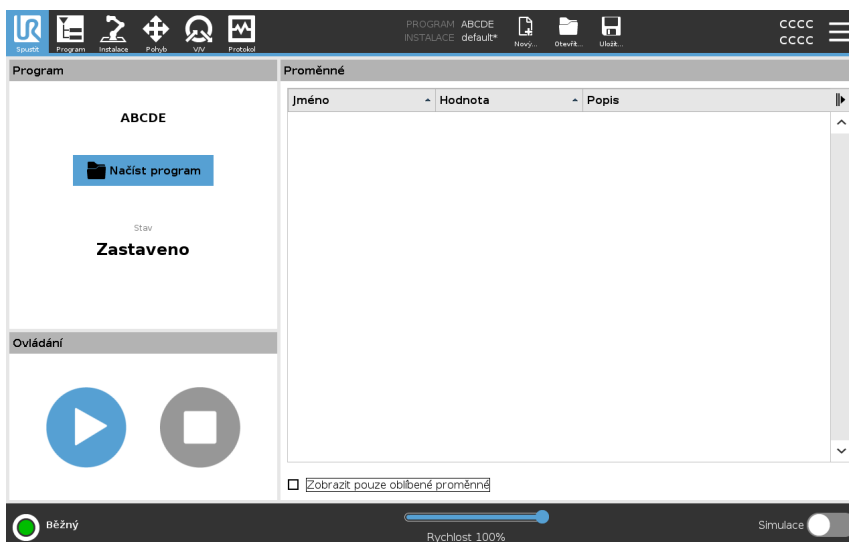 UR
Spustit
Program
Instalace
Pohyb
V/V
Protokol
PROGRAM ABCDE
INSTALACE default*
Nový...
Otevřít...
Uložit...
CCCC
CCCC
Program
ABCDE
Načíst program
Stav
Zastaveno
Ovládání
Proměnné
Jméno
Hodnota
Popis
Zobrazit pouze oblíbené proměnné
Běžný
Rychlost 100%
Simulace